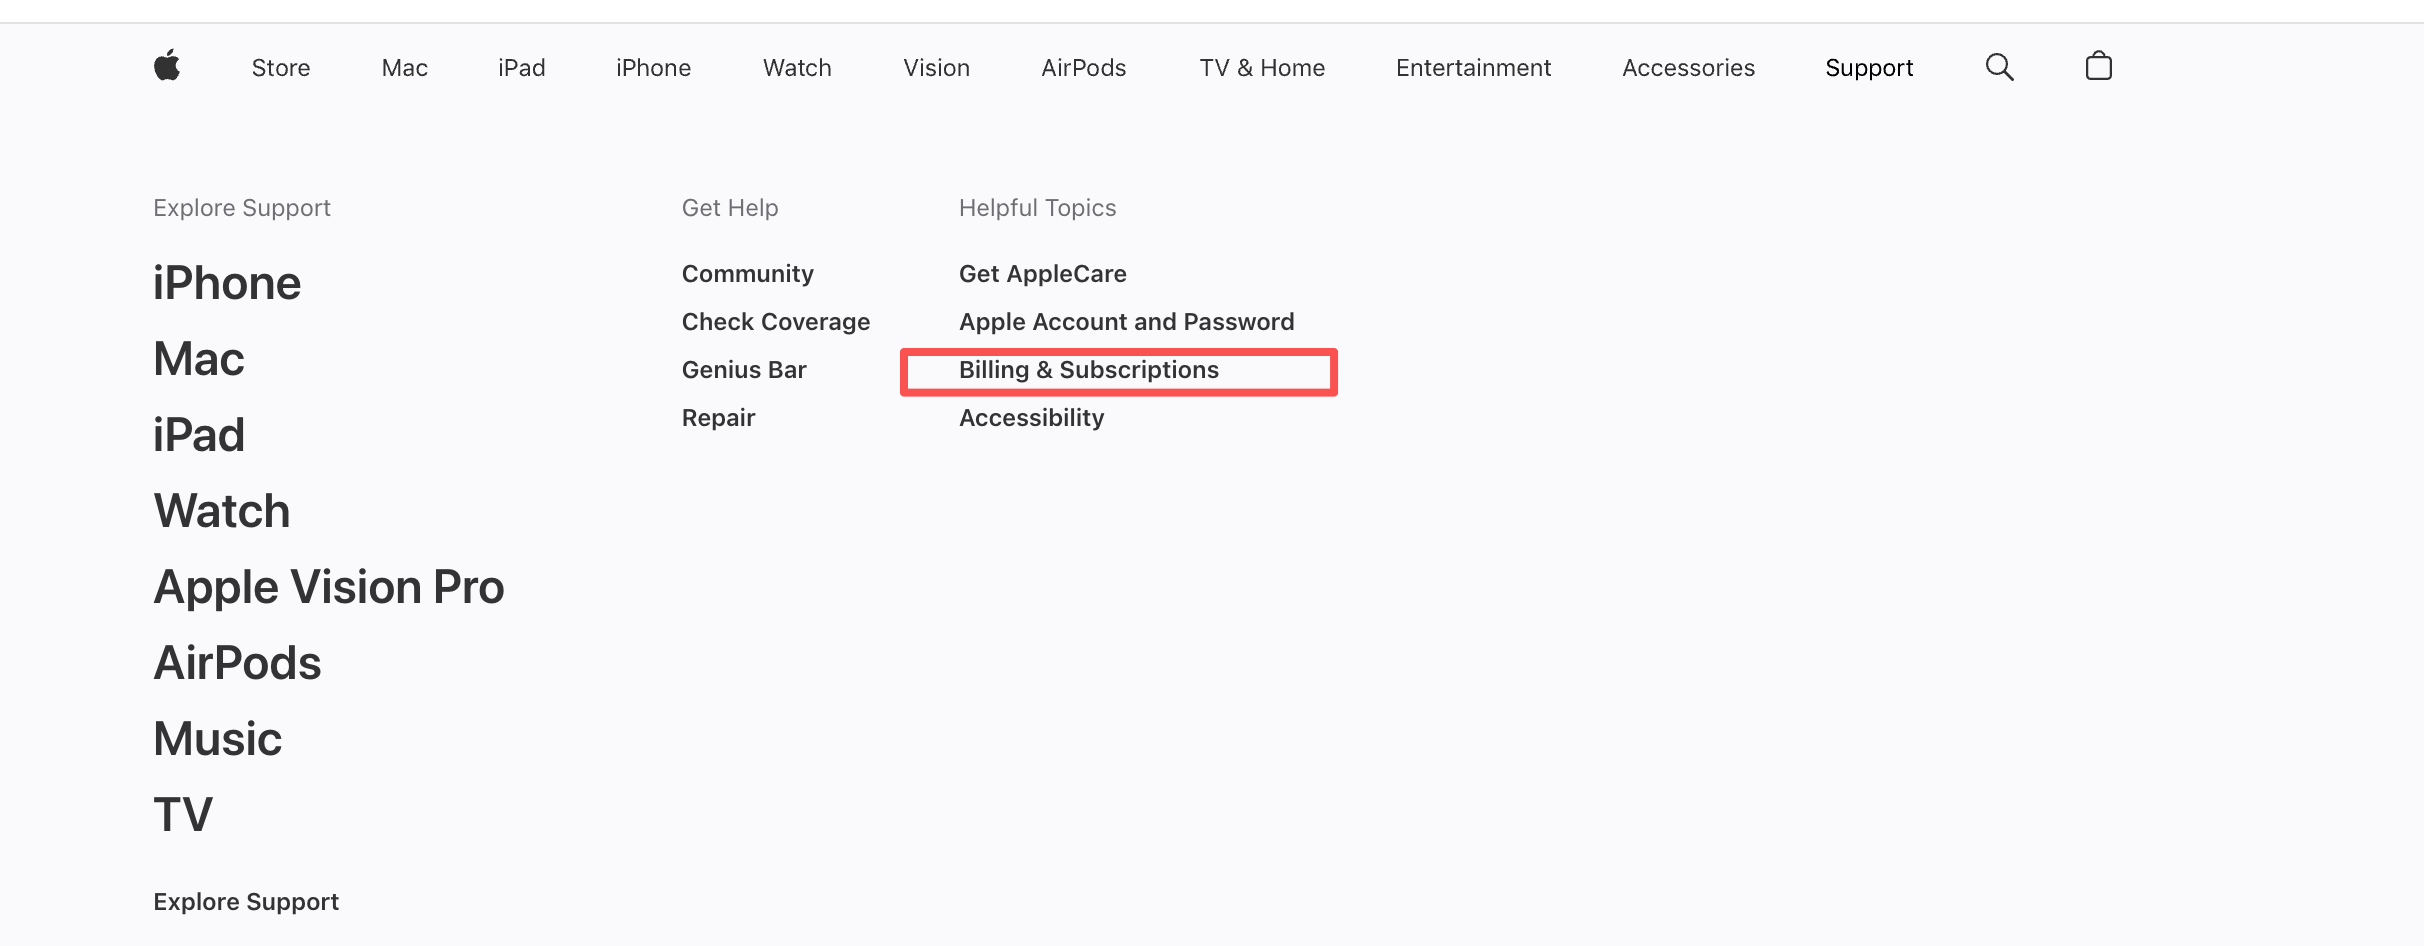 Store Mac iPad iPhone Watch Vision AirPods TV & Home Entertainment Accessories Support
Explore Support
iPhone
Mac
iPad
Watch
Apple Vision Pro
AirPods
Music
TV
Explore Support
Get Help
Community
Check Coverage
Genius Bar
Repair
Helpful Topics
Get AppleCare
Apple Account and Password
Billing & Subscriptions
Accessibility